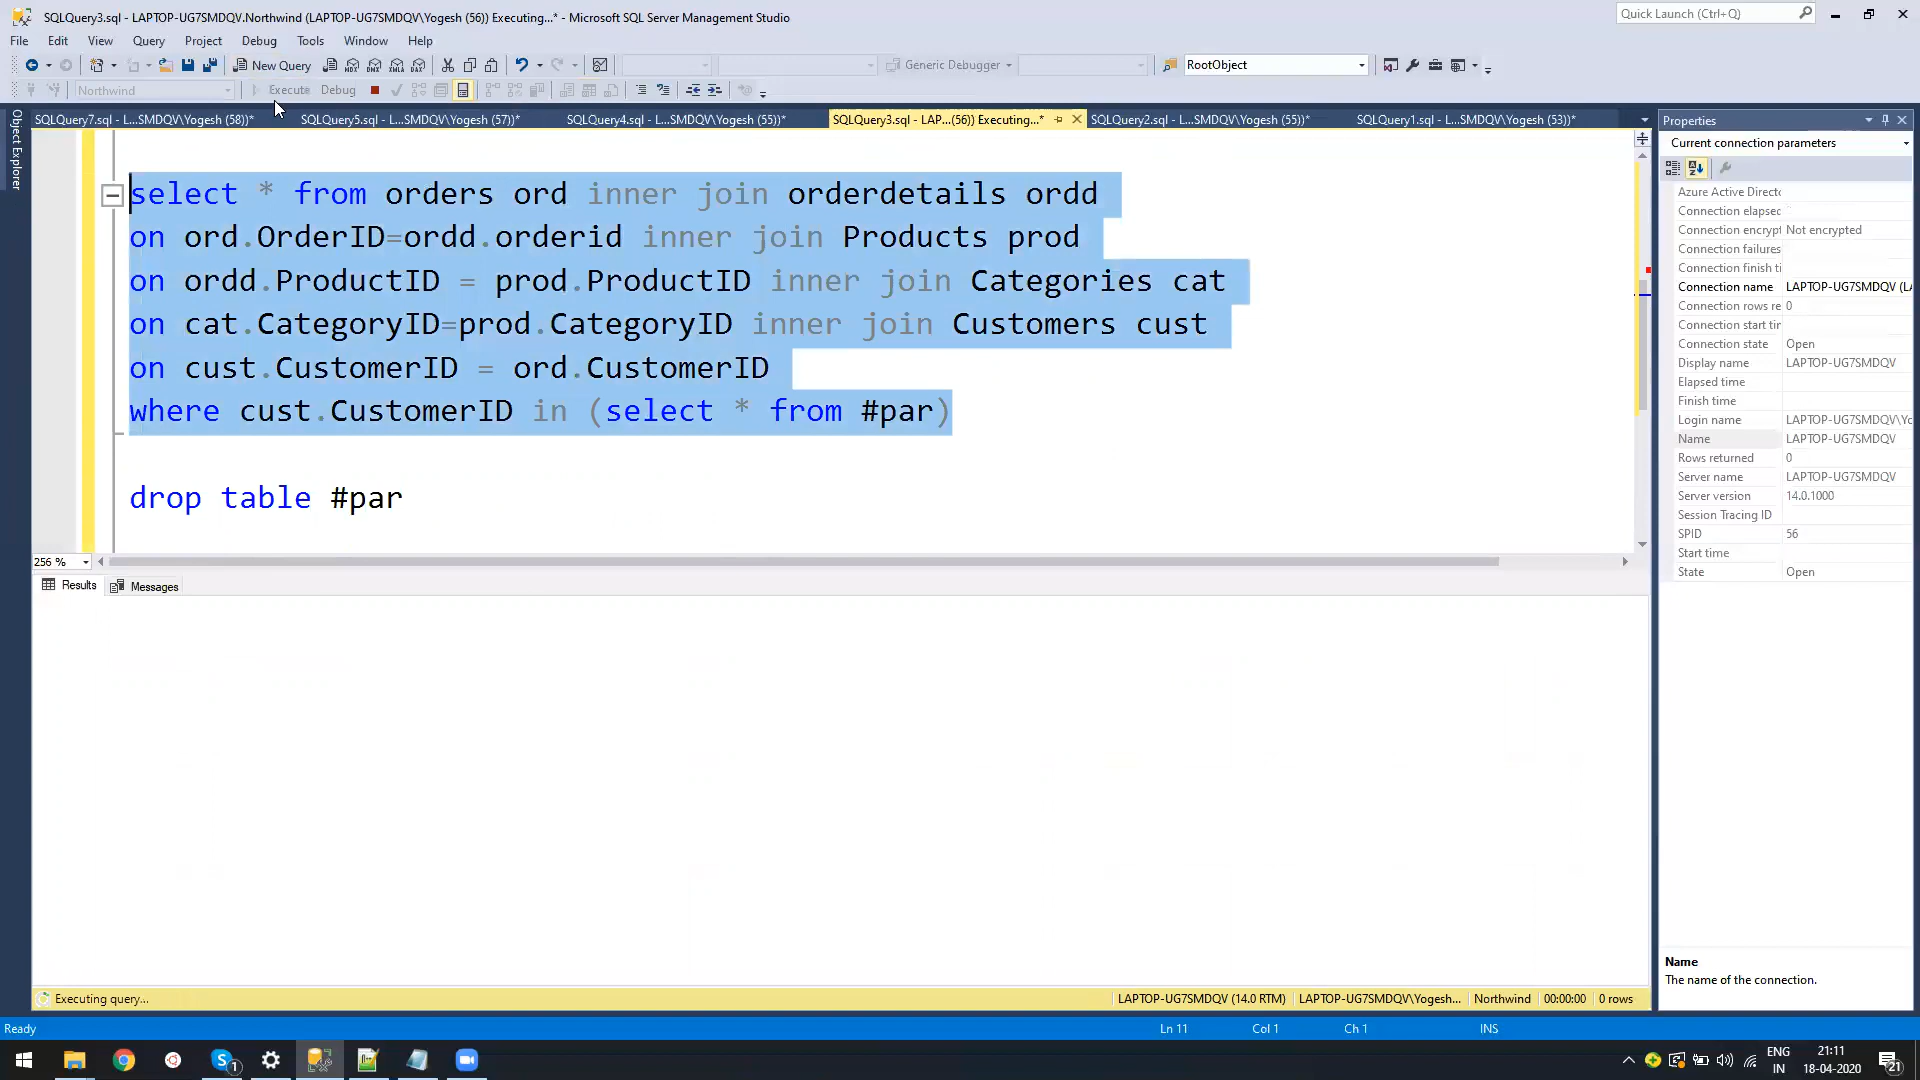 SQLQuery3.sql - LAPTOP-UG7SMDQV.Northwind (LAPTOP-UG7SMDQV\Yogesh (56)) Executing...* - Microsoft SQL Server Management Studio
Quick Launch (Ctrl+Q)
File Edit View Query Project Debug Tools Window Help
New Query
Generic Debugger
RootObject
Northwind
Execute Debug
SQLQuery7.sql - L...SMDQV\Yogesh (58))*
SQLQuery5.sql - L...SMDQV\Yogesh (57))*
SQLQuery4.sql - L...SMDQV\Yogesh (55))*
SQLQuery3.sql - LAP...(56)) Executing...*
SQLQuery2.sql - L...SMDQV\Yogesh (55))*
SQLQuery1.sql - L...SMDQV\Yogesh (53))*
Object Explorer
select * from orders ord inner join orderdetails ordd
on ord.OrderID=ordd.orderid inner join Products prod
on ordd.ProductID = prod.ProductID inner join Categories cat
on cat.CategoryID=prod.CategoryID inner join Customers cust
on cust.CustomerID = ord.CustomerID
where cust.CustomerID in (select * from #par)
drop table #par
256 %
Results Messages
Executing query...
LAPTOP-UG7SMDQV (14.0 RTM) LAPTOP-UG7SMDQV\Yogesh... Northwind 00:00:00 0 rows
Properties
Current connection parameters
Azure Active Directo
Connection elapsed
Connection encrypt Not encrypted
Connection failures
Connection finish ti
Connection name LAPTOP-UG7SMDQV (LA
Connection rows re 0
Connection start tin
Connection state Open
Display name LAPTOP-UG7SMDQV
Elapsed time
Finish time
Login name LAPTOP-UG7SMDQV\Yo
Name LAPTOP-UG7SMDQV
Rows returned 0
Server name LAPTOP-UG7SMDQV
Server version 14.0.1000
Session Tracing ID
SPID 56
Start time
State Open
Name
The name of the connection.
Ready
Ln 11 Col 1 Ch 1 INS
ENG
IN
21:11
18-04-2020
21